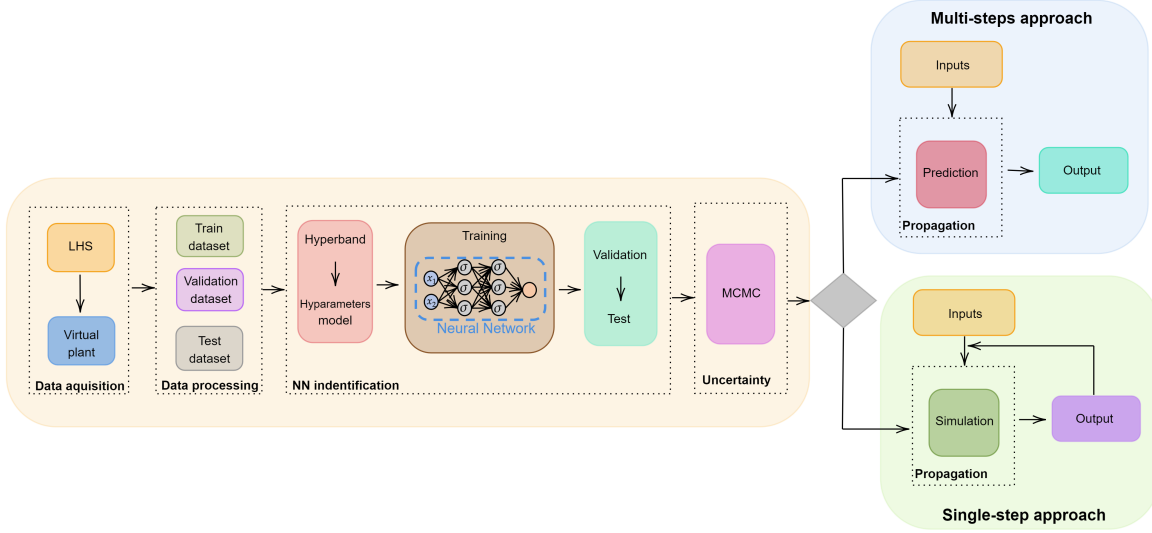 Multi-steps approach
Inputs
Prediction
Output
Propagation
LHS
Virtual
plant
Data aquisition
Train
dataset
Validation
dataset
Test
dataset
Data processing
Hyperband
Hyparameters
model
Training
x₁
x₂
σ σ
σ σ
σ σ
Neural Network
Validation
Test
NN indentification
MCMC
Uncertainty
Inputs
Simulation
Output
Propagation
Single-step approach